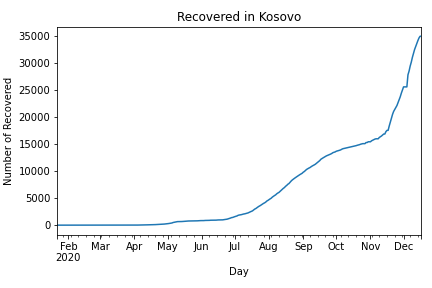 Recovered in Kosovo
Number of Recovered
35000
30000
25000
20000
15000
10000
5000
0
Feb Mar Apr May Jun Jul Aug Sep Oct Nov Dec
2020
Day